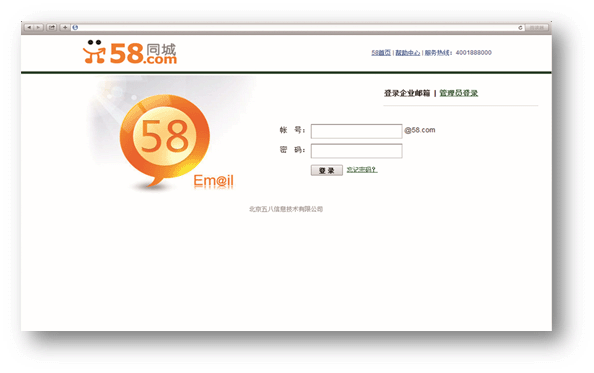 58同城
.com
58首页 | 帮助中心 | 服务热线：4001888000
登录企业邮箱 | 管理员登录
58
Em@il
帐 号： @58.com
密 码：
登 录 忘记密码？
北京五八信息技术有限公司